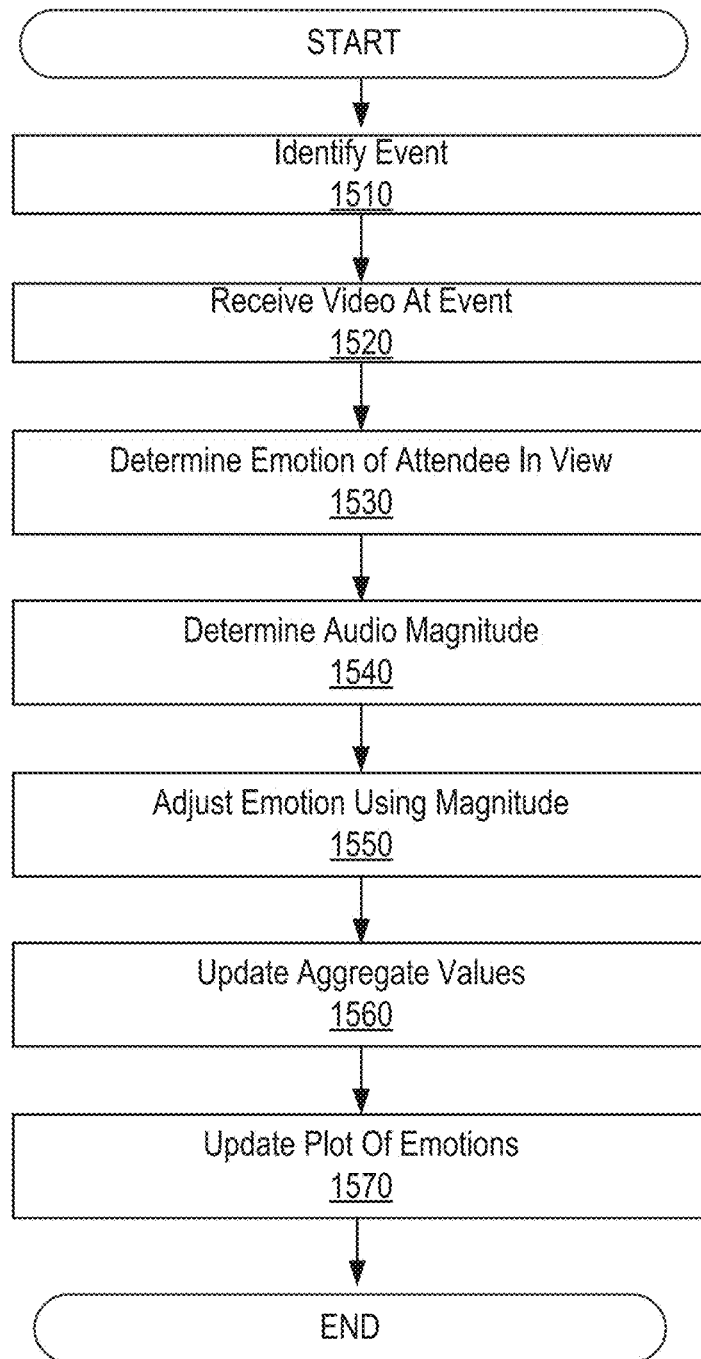 START
Identify Event
1510
Receive Video At Event
1520
Determine Emotion of Attendee In View
1530
Determine Audio Magnitude
1540
Adjust Emotion Using Magnitude
1550
Update Aggregate Values
1560
Update Plot Of Emotions
1570
END